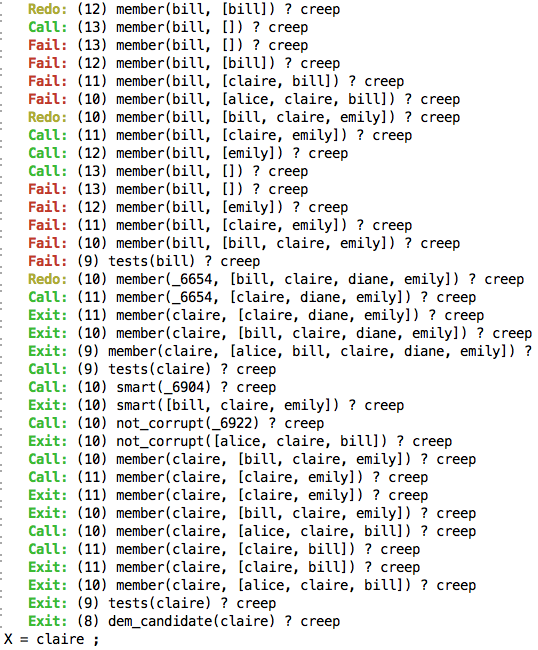 Redo: (12) member(bill, [bill]) ? creep
Call: (13) member(bill, []) ? creep
Fail: (13) member(bill, []) ? creep
Fail: (12) member(bill, [bill]) ? creep
Fail: (11) member(bill, [claire, bill]) ? creep
Fail: (10) member(bill, [alice, claire, bill]) ? creep
Redo: (10) member(bill, [bill, claire, emily]) ? creep
Call: (11) member(bill, [claire, emily]) ? creep
Call: (12) member(bill, [emily]) ? creep
Call: (13) member(bill, []) ? creep
Fail: (13) member(bill, []) ? creep
Fail: (12) member(bill, [emily]) ? creep
Fail: (11) member(bill, [claire, emily]) ? creep
Fail: (10) member(bill, [bill, claire, emily]) ? creep
Fail: (9) tests(bill) ? creep
Redo: (10) member(_6654, [bill, claire, diane, emily]) ? creep
Call: (11) member(_6654, [claire, diane, emily]) ? creep
Exit: (11) member(claire, [claire, diane, emily]) ? creep
Exit: (10) member(claire, [bill, claire, diane, emily]) ? creep
Exit: (9) member(claire, [alice, bill, claire, diane, emily]) ?
Call: (9) tests(claire) ? creep
Call: (10) smart(_6904) ? creep
Exit: (10) smart([bill, claire, emily]) ? creep
Call: (10) not_corrupt(_6922) ? creep
Exit: (10) not_corrupt([alice, claire, bill]) ? creep
Call: (10) member(claire, [bill, claire, emily]) ? creep
Call: (11) member(claire, [claire, emily]) ? creep
Exit: (11) member(claire, [claire, emily]) ? creep
Exit: (10) member(claire, [bill, claire, emily]) ? creep
Call: (10) member(claire, [alice, claire, bill]) ? creep
Call: (11) member(claire, [claire, bill]) ? creep
Exit: (11) member(claire, [claire, bill]) ? creep
Exit: (10) member(claire, [alice, claire, bill]) ? creep
Exit: (9) tests(claire) ? creep
Exit: (8) dem_candidate(claire) ? creep
X = claire ;